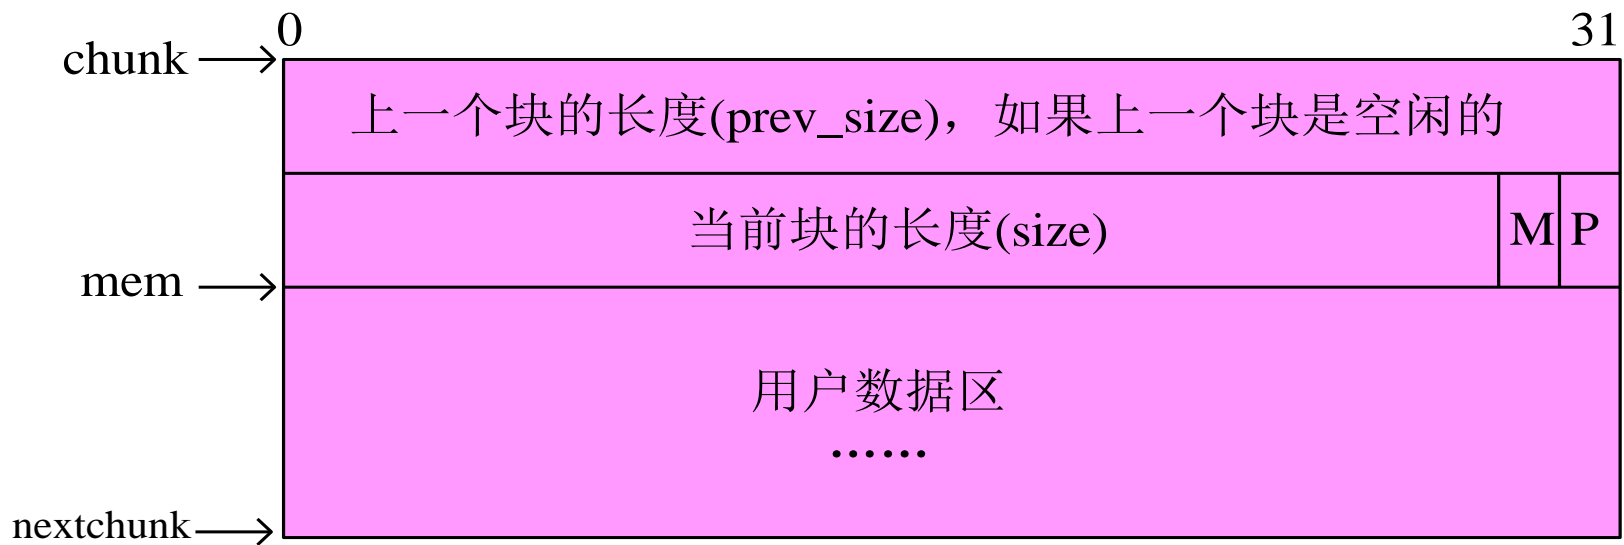 0 31
chunk
上一个块的长度(prev_size)，如果上一个块是空闲的
当前块的长度(size) M P
mem
用户数据区
……
nextchunk